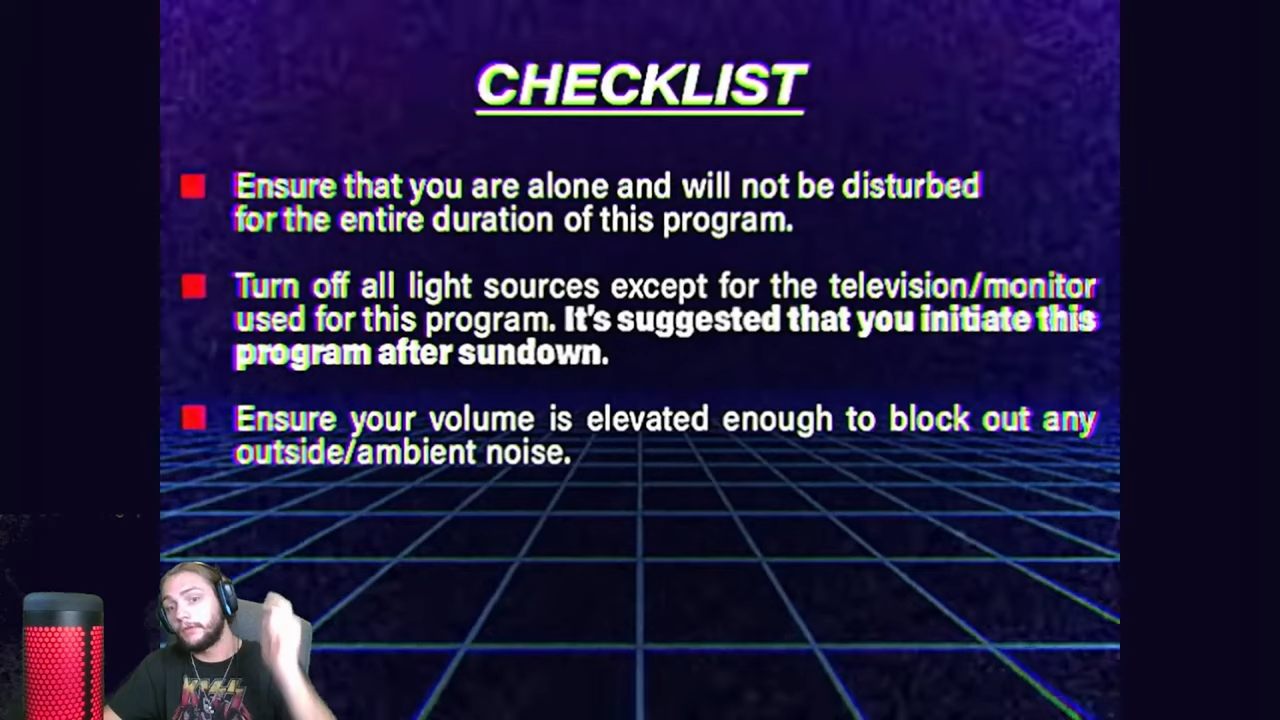 CHECKLIST
Ensure that you are alone and will not be disturbed
for the entire duration of this program.
Turn off all light sources except for the television/monitor
used for this program. It's suggested that you initiate this
program after sundown.
Ensure your volume is elevated enough to block out any
outside/ambient noise.
KISS